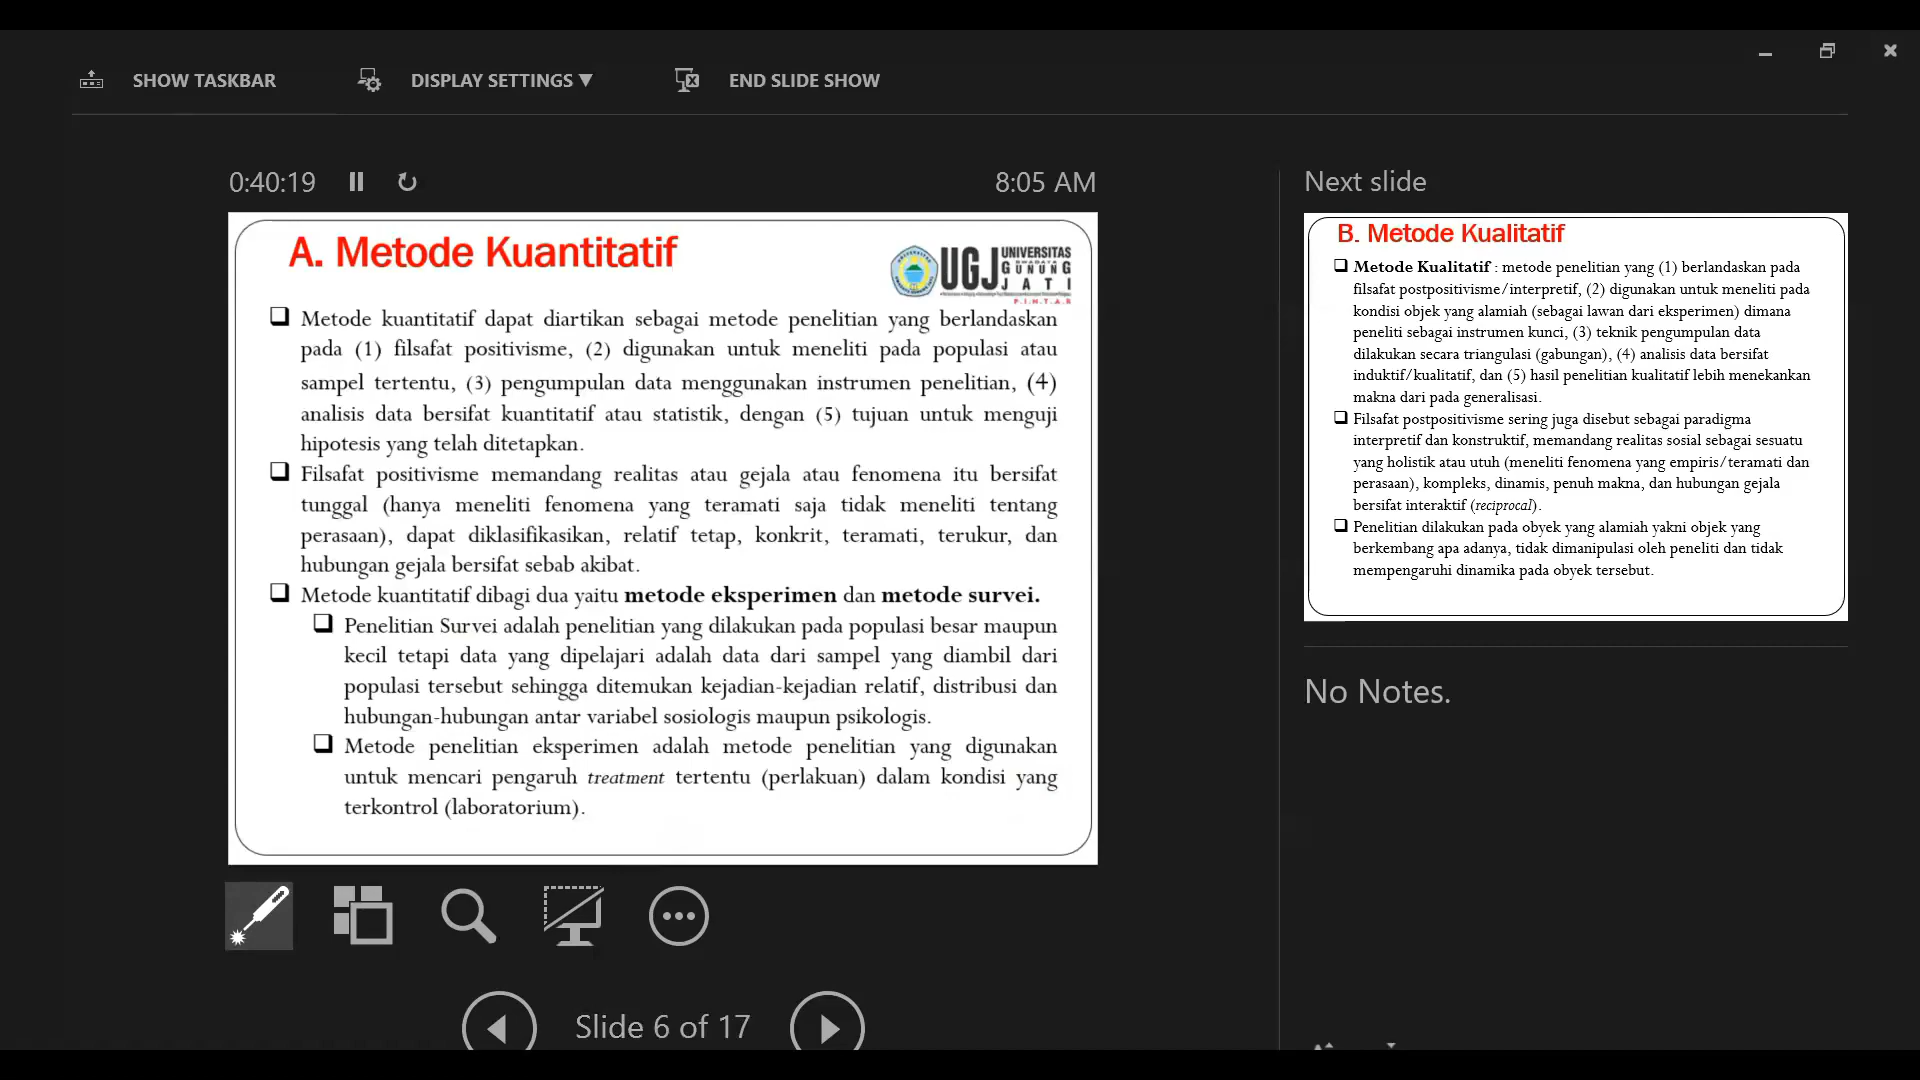 SHOW TASKBAR
DISPLAY SETTINGS ▼
END SLIDE SHOW
0:40:19
8:05 AM
A. Metode Kuantitatif
UGJ
UNIVERSITAS
SWADAYA
GUNUNG
JATI
P.I.N.T.A.R
❑ Metode kuantitatif dapat diartikan sebagai metode penelitian yang berlandaskan
pada (1) filsafat positivisme, (2) digunakan untuk meneliti pada populasi atau
sampel tertentu, (3) pengumpulan data menggunakan instrumen penelitian, (4)
analisis data bersifat kuantitatif atau statistik, dengan (5) tujuan untuk menguji
hipotesis yang telah ditetapkan.
❑ Filsafat positivisme memandang realitas atau gejala atau fenomena itu bersifat
tunggal (hanya meneliti fenomena yang teramati saja tidak meneliti tentang
perasaan), dapat diklasifikasikan, relatif tetap, konkrit, teramati, terukur, dan
hubungan gejala bersifat sebab akibat.
❑ Metode kuantitatif dibagi dua yaitu metode eksperimen dan metode survei.
❑ Penelitian Survei adalah penelitian yang dilakukan pada populasi besar maupun
kecil tetapi data yang dipelajari adalah data dari sampel yang diambil dari
populasi tersebut sehingga ditemukan kejadian-kejadian relatif, distribusi dan
hubungan-hubungan antar variabel sosiologis maupun psikologis.
❑ Metode penelitian eksperimen adalah metode penelitian yang digunakan
untuk mencari pengaruh treatment tertentu (perlakuan) dalam kondisi yang
terkontrol (laboratorium).
Slide 6 of 17
Next slide
B. Metode Kualitatif
❑ Metode Kualitatif : metode penelitian yang (1) berlandaskan pada
filsafat postpositivisme/interpretif, (2) digunakan untuk meneliti pada
kondisi objek yang alamiah (sebagai lawan dari eksperimen) dimana
peneliti sebagai instrumen kunci, (3) teknik pengumpulan data
dilakukan secara triangulasi (gabungan), (4) analisis data bersifat
induktif/kualitatif, dan (5) hasil penelitian kualitatif lebih menekankan
makna dari pada generalisasi.
❑ Filsafat postpositivisme sering juga disebut sebagai paradigma
interpretif dan konstruktif, memandang realitas sosial sebagai sesuatu
yang holistik atau utuh (meneliti fenomena yang empiris/teramati dan
perasaan), kompleks, dinamis, penuh makna, dan hubungan gejala
bersifat interaktif (reciprocal).
❑ Penelitian dilakukan pada obyek yang alamiah yakni objek yang
berkembang apa adanya, tidak dimanipulasi oleh peneliti dan tidak
mempengaruhi dinamika pada obyek tersebut.
No Notes.